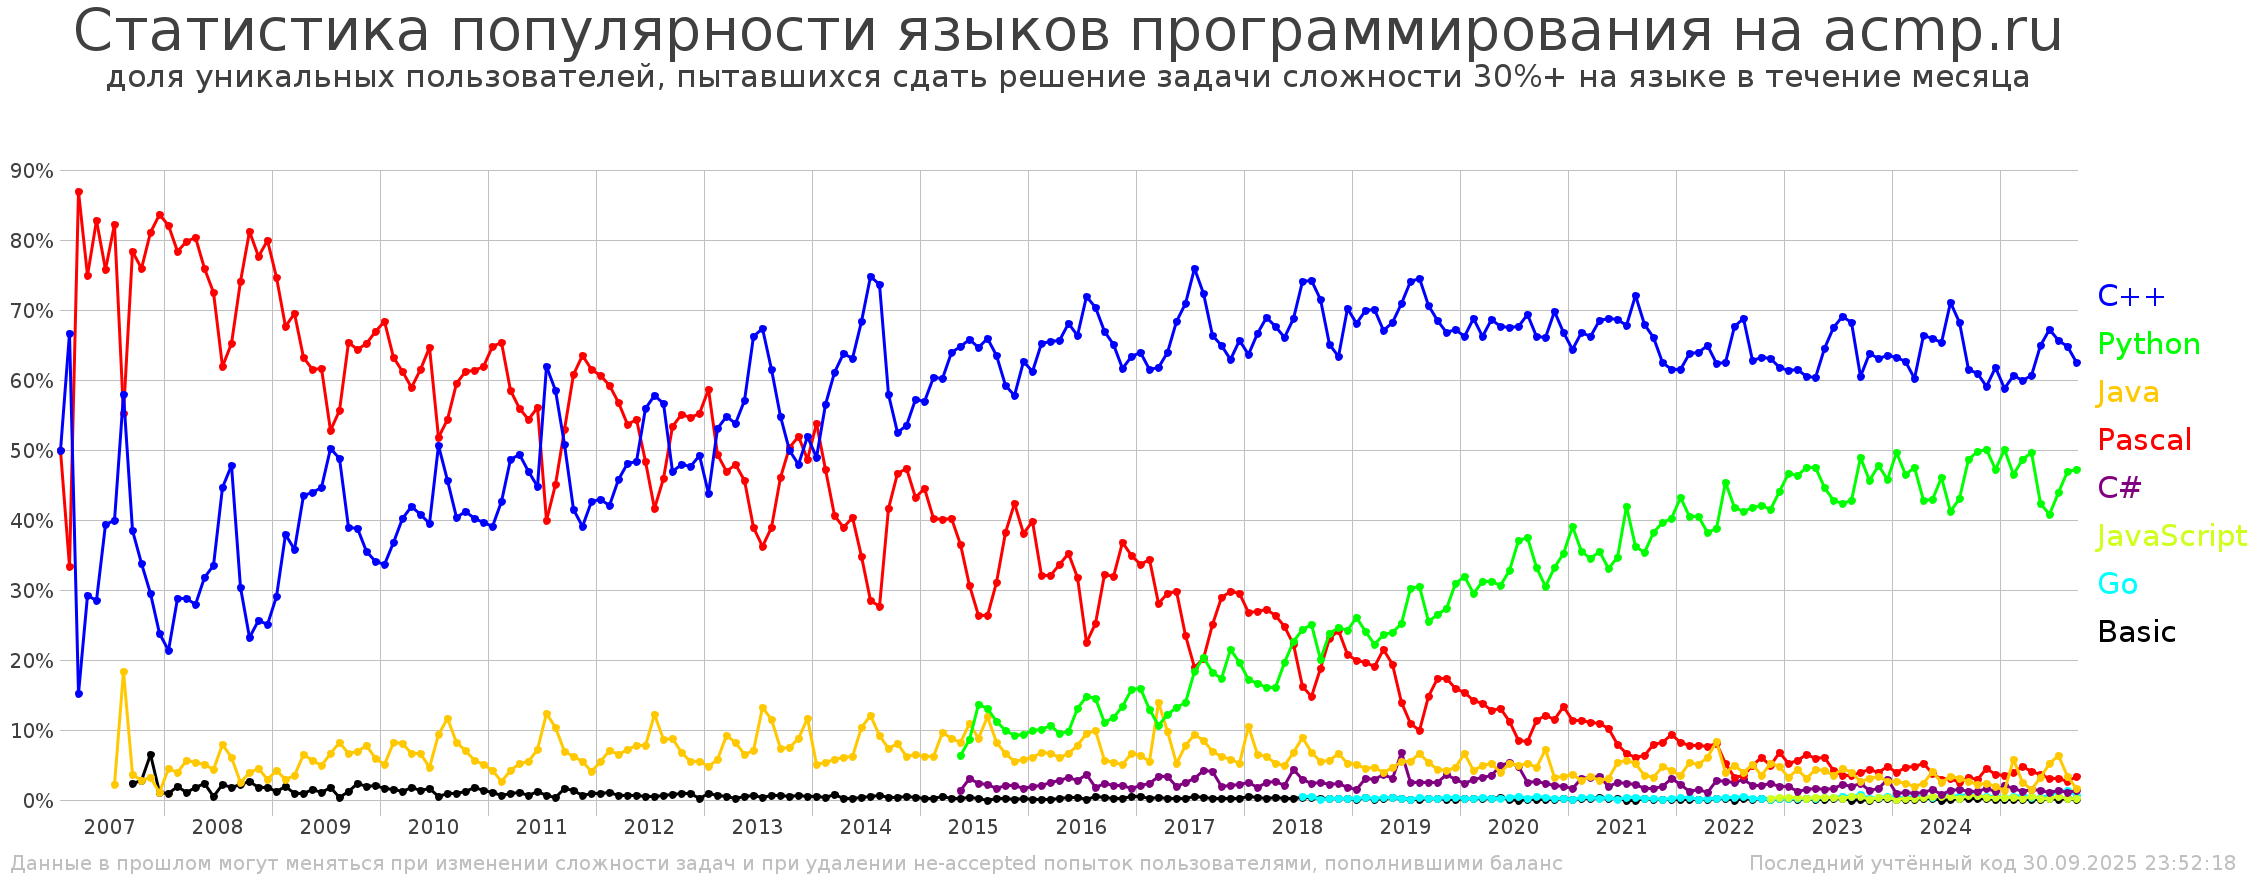 Статистика популярности языков программирования на acmp.ru
доля уникальных пользователей, пытавшихся сдать решение задачи сложности 30%+ на языке в течение месяца
90%
80%
70%
60%
50%
40%
30%
20%
10%
0%
2007 2008 2009 2010 2011 2012 2013 2014 2015 2016 2017 2018 2019 2020 2021 2022 2023 2024
C++
Python
Java
Pascal
C#
JavaScript
Go
Basic
Данные в прошлом могут меняться при изменении сложности задач и при удалении не-accepted попыток пользователями, пополнившими баланс
Последний учтённый код 30.09.2025 23:52:18